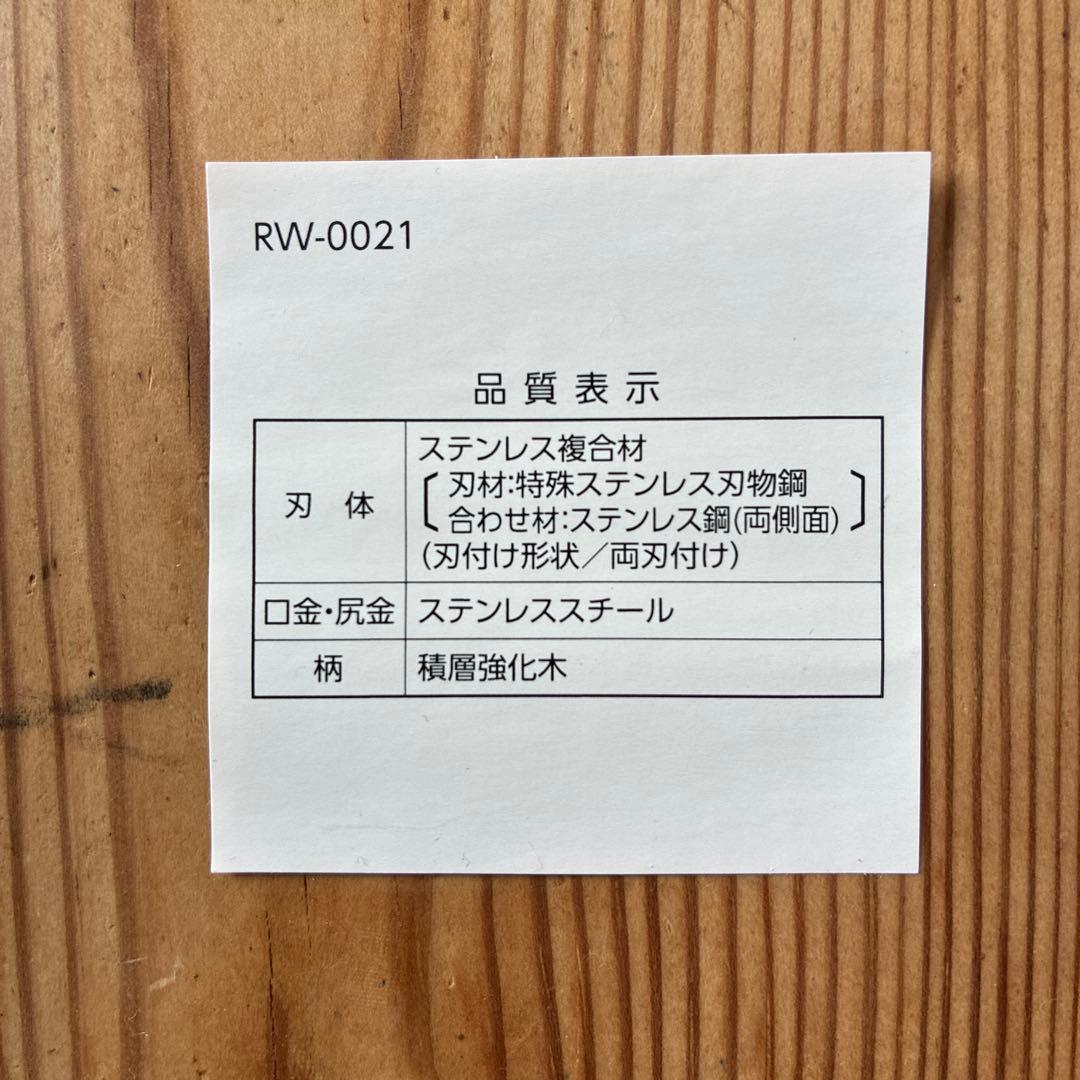 RW-0021
品質表示
刃体
ステンレス複合材
刃材:特殊ステンレス刃物鋼
合わせ材:ステンレス鋼(両側面)
(刃付け形状/両刃付け)
口金・尻金 ステンレススチール
柄 積層強化木